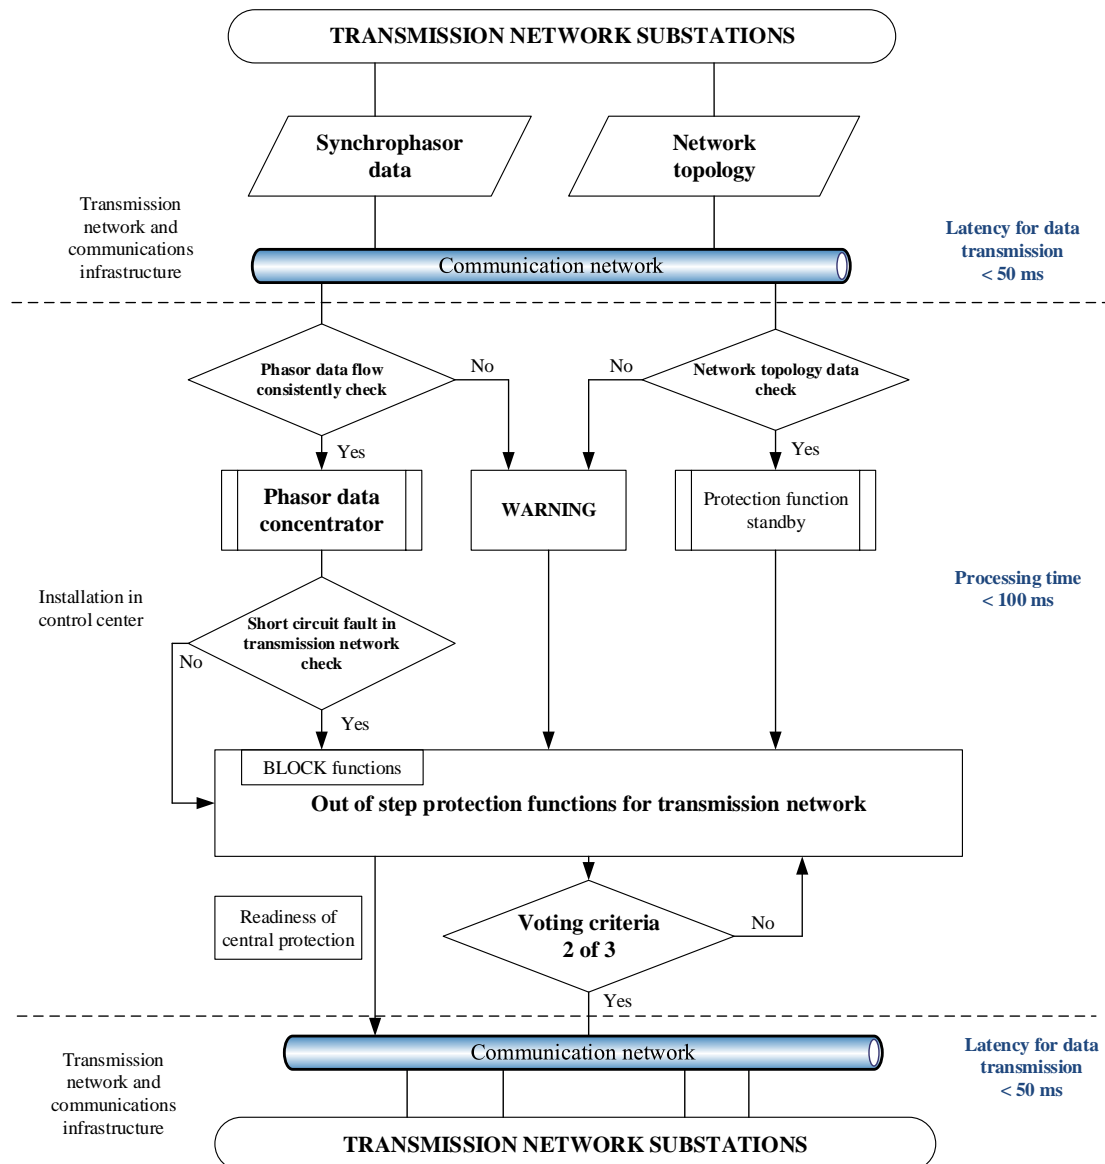 TRANSMISSION NETWORK SUBSTATIONS
Synchrophasor
data
Network
topology
Transmission
network and
communications
infrastructure
Latency for data
transmission
< 50 ms
Communication network
Phasor data flow
consistently check
No
No
Network topology data
check
Yes
Yes
Phasor data
concentrator
WARNING
Protection function
standby
Installation in
control center
Processing time
< 100 ms
Short circuit fault in
transmission network
check
No
Yes
BLOCK functions
Out of step protection functions for transmission network
Readiness of
central protection
Voting criteria
2 of 3
No
Yes
Communication network
Transmission
network and
communications
infrastructure
Latency for data
transmission
< 50 ms
TRANSMISSION NETWORK SUBSTATIONS